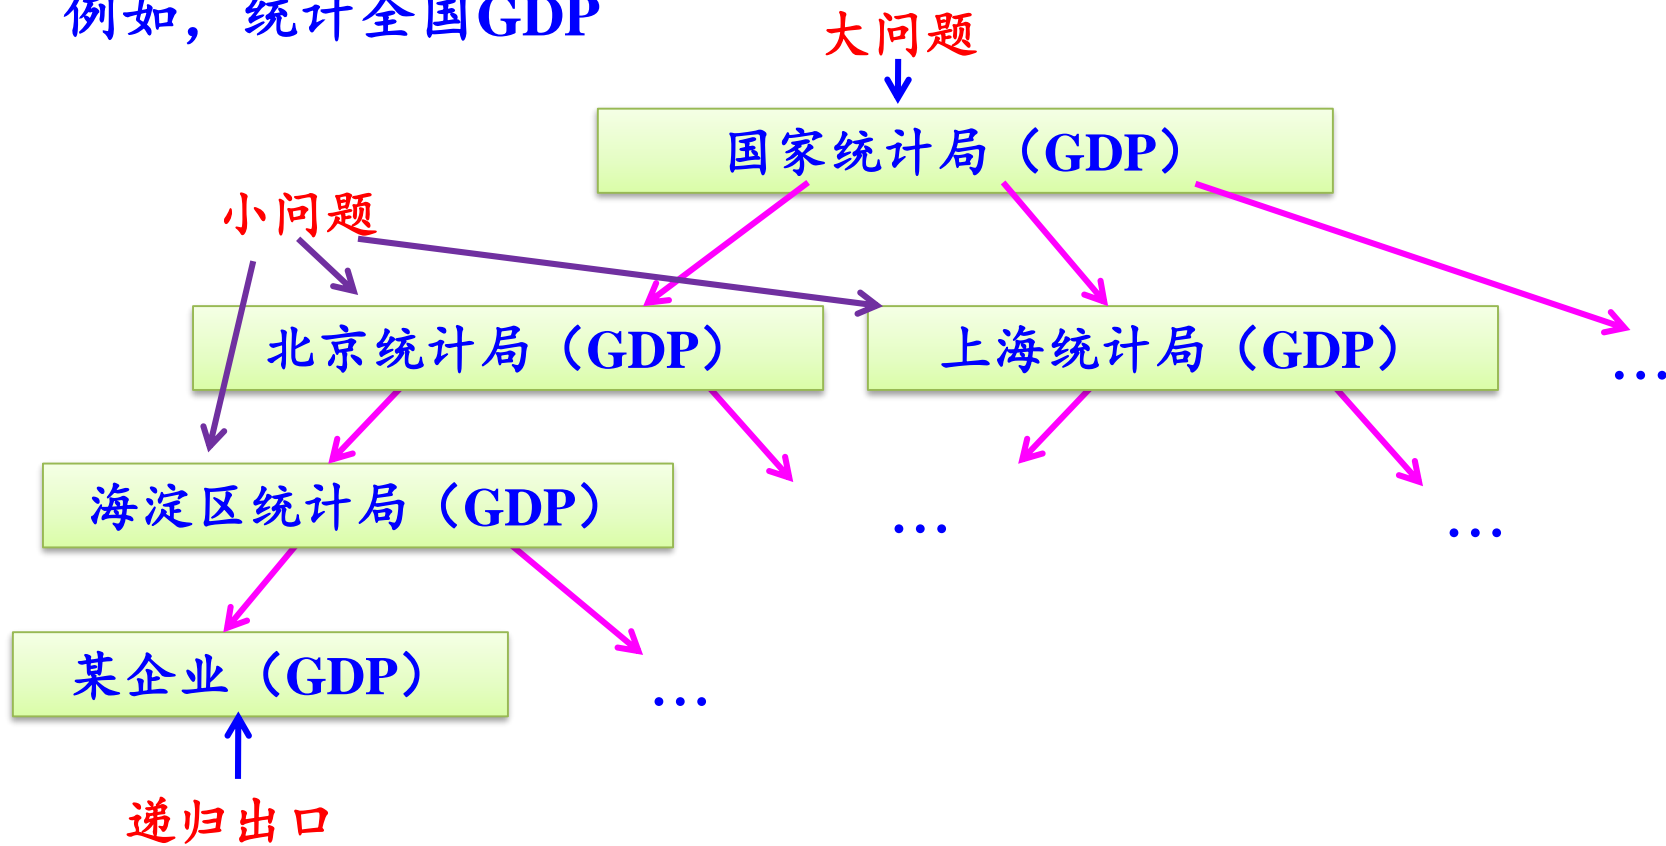 例如，统计全国GDP
大问题
国家统计局（GDP）
小问题
北京统计局（GDP）
上海统计局（GDP）
…
海淀区统计局（GDP）
…
…
某企业（GDP）
…
递归出口